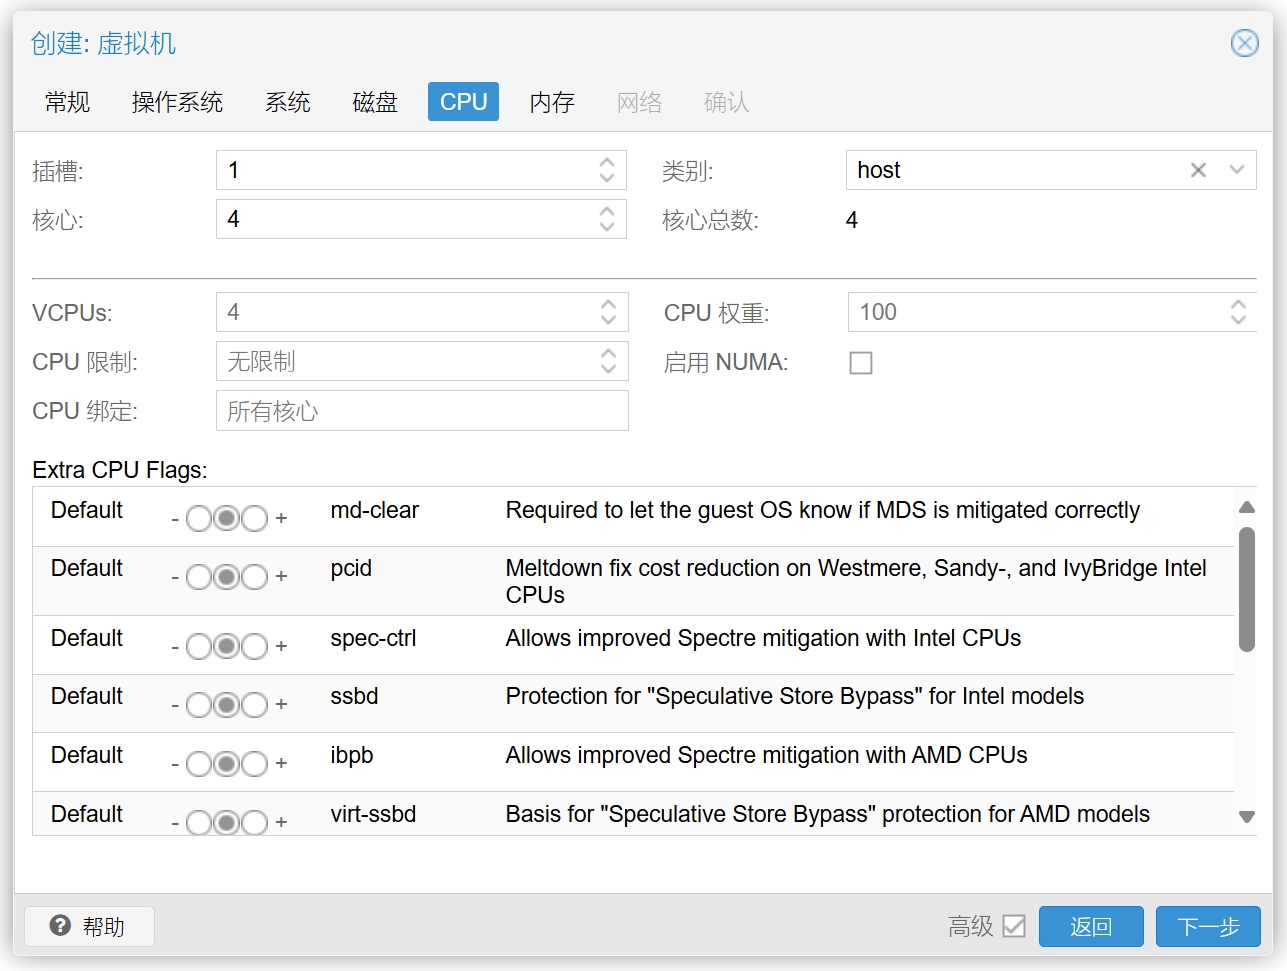 创建: 虚拟机
常规 操作系统 系统 磁盘 CPU 内存 网络 确认
插槽: 1 类别: host
核心: 4 核心总数: 4
VCPUs: 4 CPU 权重: 100
CPU 限制: 无限制 启用 NUMA:
CPU 绑定: 所有核心
Extra CPU Flags:
Default - + md-clear Required to let the guest OS know if MDS is mitigated correctly
Default - + pcid Meltdown fix cost reduction on Westmere, Sandy-, and IvyBridge Intel
CPUs
Default - + spec-ctrl Allows improved Spectre mitigation with Intel CPUs
Default - + ssbd Protection for "Speculative Store Bypass" for Intel models
Default - + ibpb Allows improved Spectre mitigation with AMD CPUs
Default - + virt-ssbd Basis for "Speculative Store Bypass" protection for AMD models
? 帮助 高级 返回 下一步